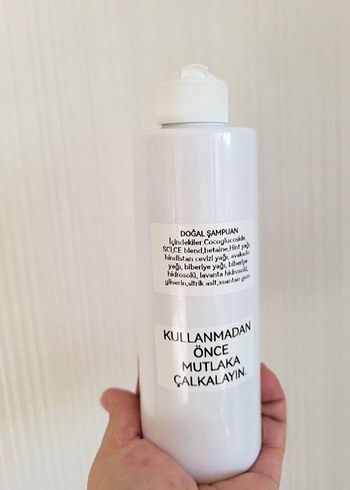 DOĞAL ŞAMPUAN
İçindekiler:Cocoglucoside,
SCI,CE blend,betaine,Hint yağı,
hindistan cevizi yağı, avakado
yağı, biberiye yağı, biberiye
hidrosolü, lavanta hidrosolü,
gliserin,sitrik asit,xsantan gum
KULLANMADAN
ÖNCE
MUTLAKA
ÇALKALAYIN.